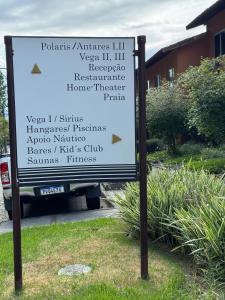 Polaris/Antares I,II
Vega II, III
Recepção
Restaurante
Home-Theater
Praia
Vega I / Sirius
Hangares/ Piscinas
Apoio Náutico
Bares / Kid´s Club
Saunas Fitness